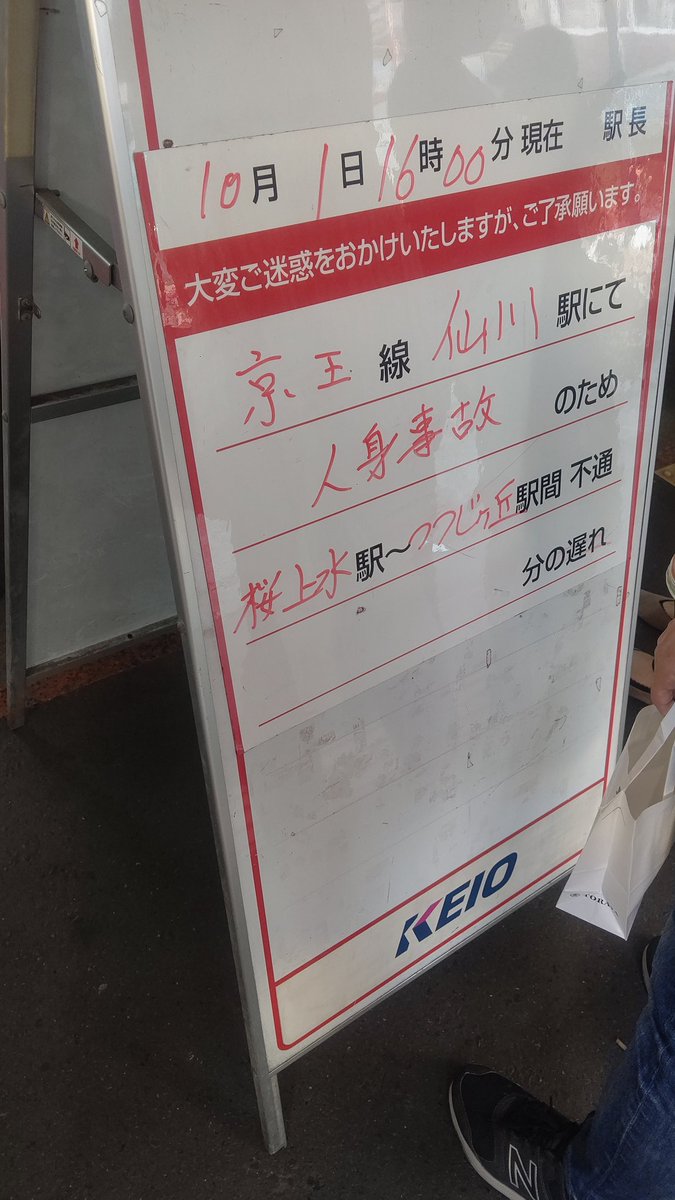 10月 1日 16時00分 現在 駅長
大変ご迷惑をおかけいたしますが、ご了承願います。
京王線 仙川 駅にて
人身事故 のため
桜上水駅～つつじヶ丘駅間 不通
分の遅れ
KEIO
N